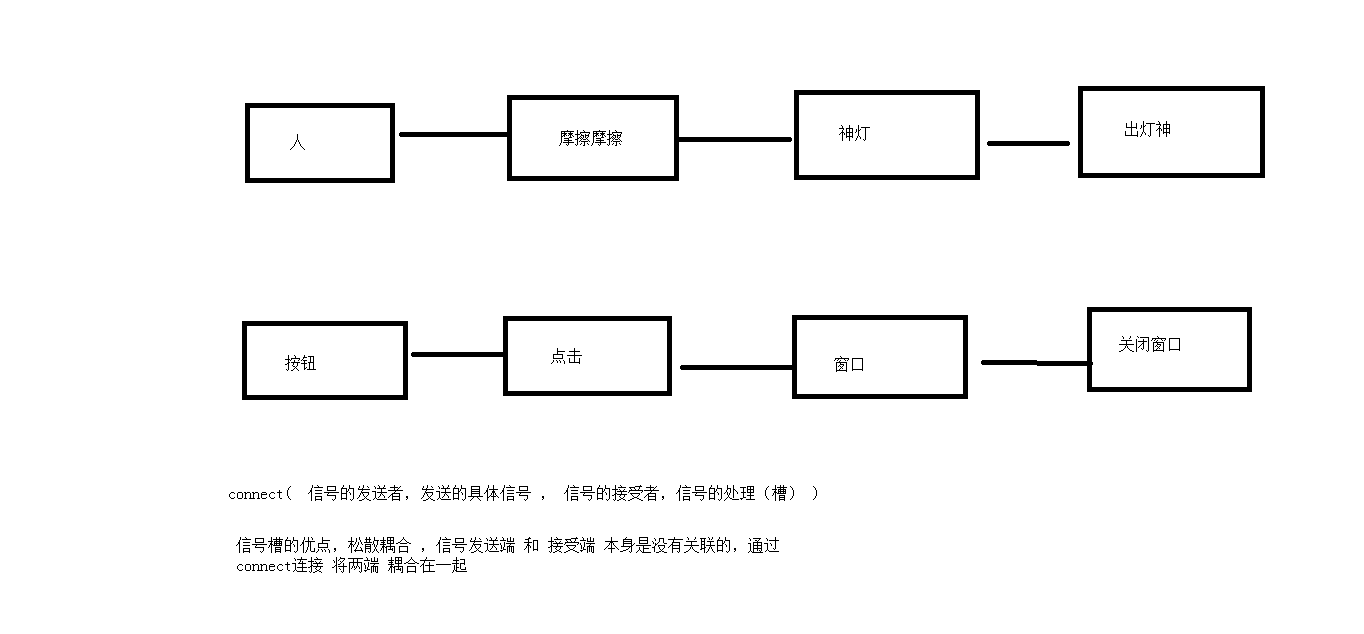 人 摩擦摩擦 神灯 出灯神
按钮 点击 窗口 关闭窗口
connect( 信号的发送者，发送的具体信号 ， 信号的接受者，信号的处理（槽） )
信号槽的优点，松散耦合 ，信号发送端 和 接受端 本身是没有关联的，通过
connect连接 将两端 耦合在一起